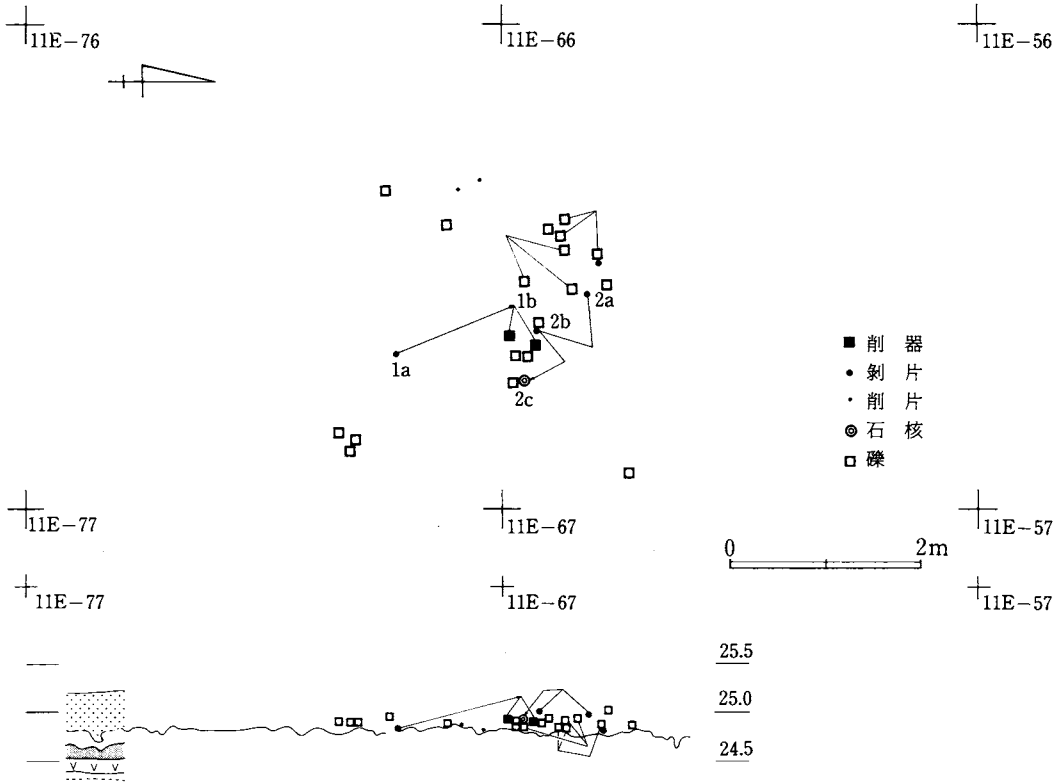 11E-76
11E-66
11E-56
1b
2a
2b
1a
2c
■ 削器
● 剝片
・ 削片
◎ 石核
□ 礫
11E-77
11E-67
11E-57
0 2m
11E-77
11E-67
11E-57
25.5
25.0
24.5
V V V